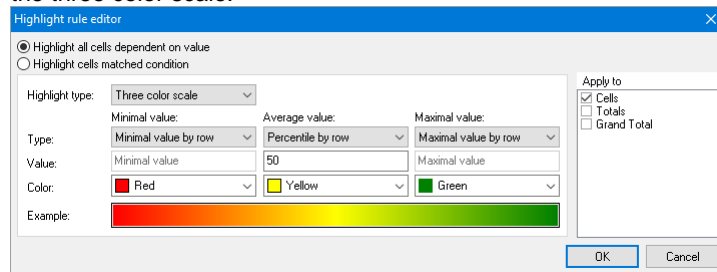 the three color scale.
Highlight rule editor
Highlight all cells dependent on value
Highlight cells matched condition
Highlight type: Three color scale
Minimal value: Average value: Maximal value:
Type: Minimal value by row Percentile by row Maximal value by row
Value: Minimal value 50 Maximal value
Color: Red Yellow Green
Example:
Apply to
Cells
Totals
Grand Total
OK Cancel